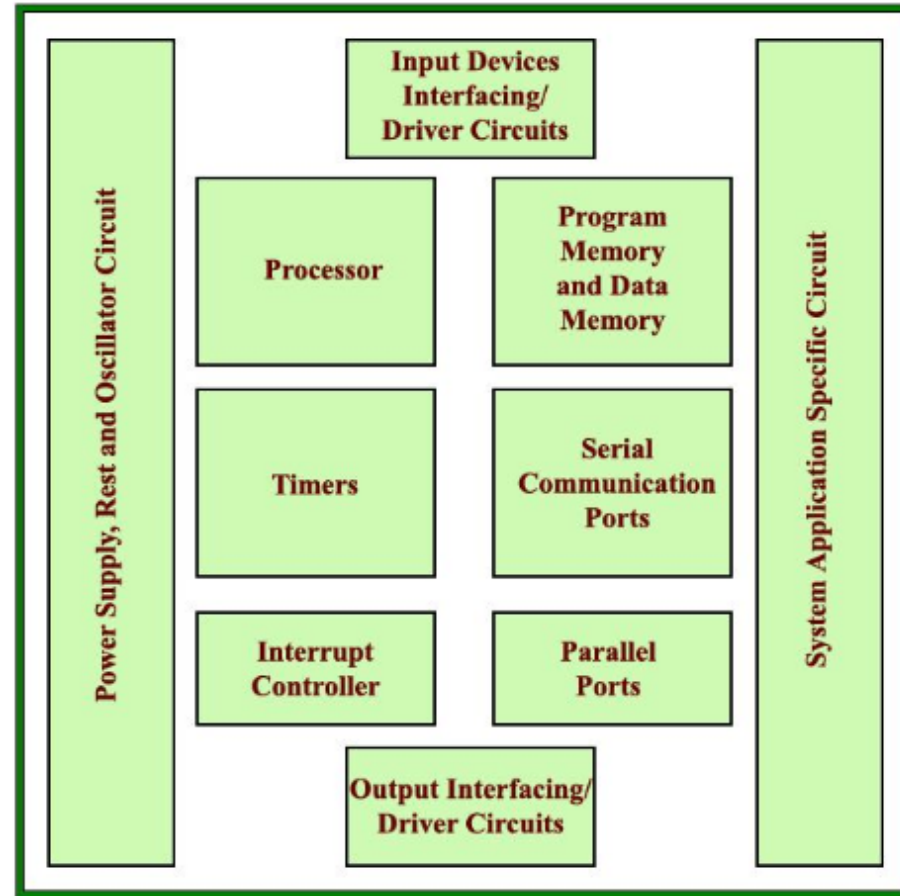 Input Devices
Interfacing/
Driver Circuits
Power Supply, Rest and Oscillator Circuit
Processor
Program
Memory
and Data
Memory
System Application Specific Circuit
Timers
Serial
Communication
Ports
Interrupt
Controller
Parallel
Ports
Output Interfacing/
Driver Circuits